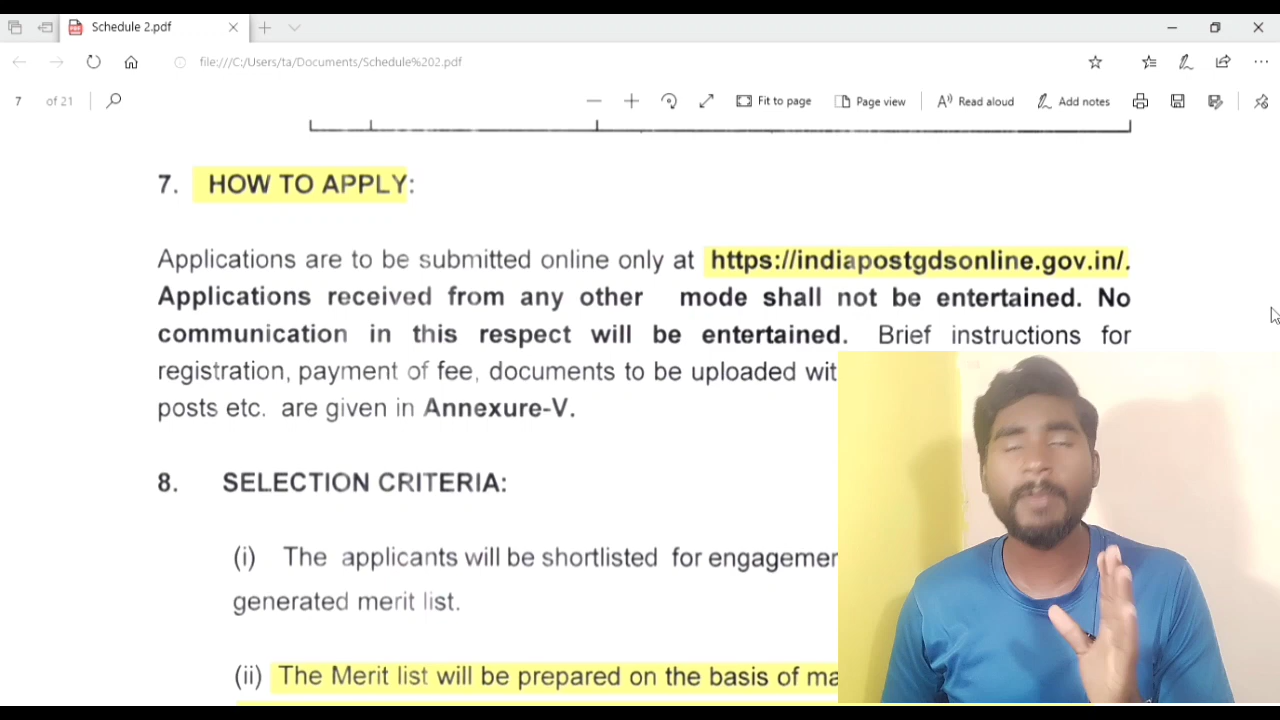 Schedule 2.pdf
file:///C:/Users/ta/Documents/Schedule%202.pdf
7 of 21
Fit to page
Page view
Read aloud
Add notes
7. HOW TO APPLY:
Applications are to be submitted online only at https://indiapostgdsonline.gov.in/.
Applications received from any other mode shall not be entertained. No
communication in this respect will be entertained. Brief instructions for
registration, payment of fee, documents to be uploaded
posts etc. are given in Annexure-V.
8. SELECTION CRITERIA:
(i) The applicants will be shortlisted for
generated merit list.
(ii) The Merit list will be prepared on the basis of